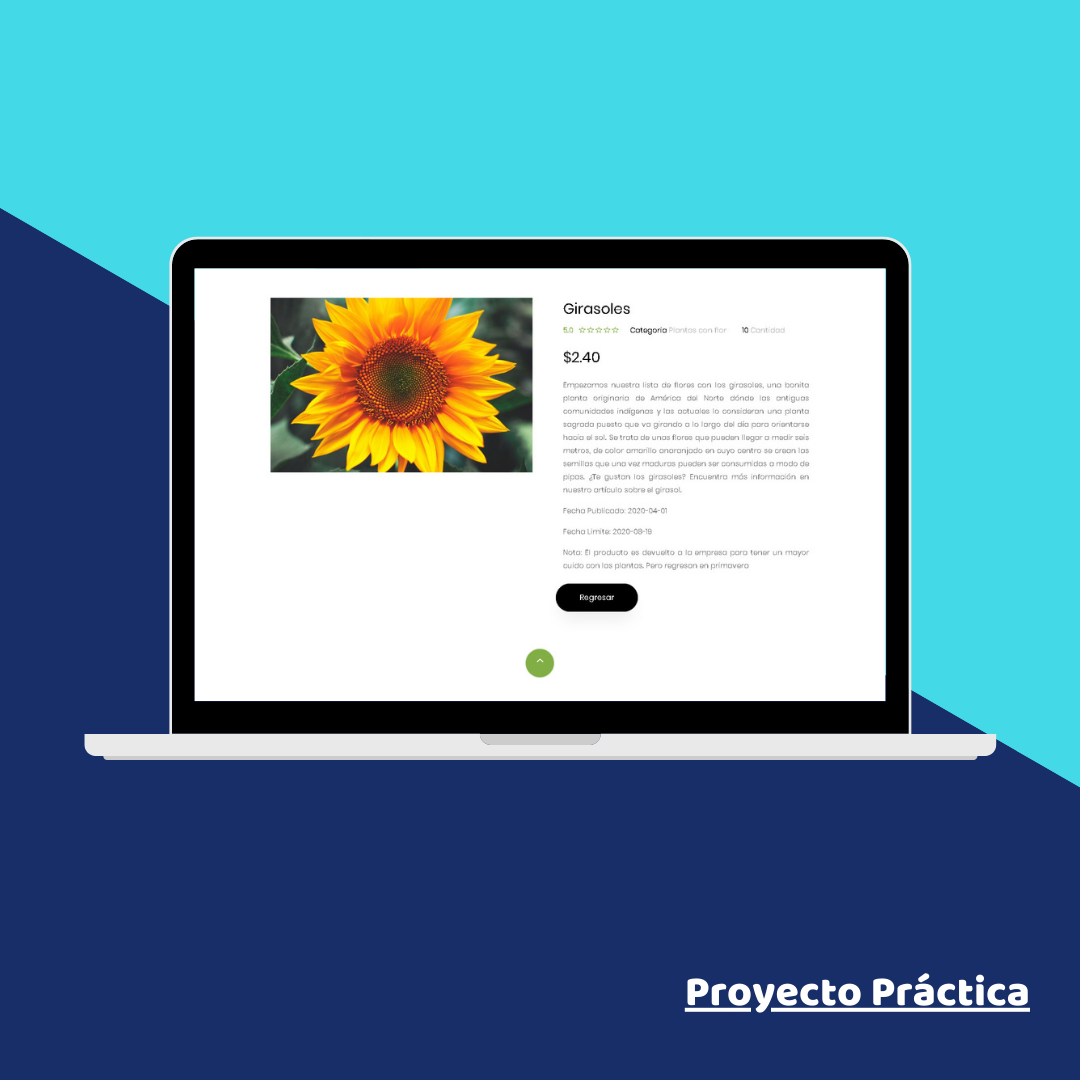 Girasoles
5.0 ☆☆☆☆☆ Categoria Plantas con flor 10 Cantidad
$2.40
Empezamos nuestra lista de flores con los girasoles, una bonita
planta originaria de América del Norte dónde las antiguas
comunidades indígenas y las actuales lo consideran una planta
sagrada puesto que va girando a lo largo del día para orientarse
hacia el sol. Se trata de unas flores que pueden llegar a medir seis
metros, de color amarillo anaranjado en cuyo centro se crean las
semillas que una vez maduras pueden ser consumidas a modo de
pipas. ¿Te gustan los girasoles? Encuentra más información en
nuestro artículo sobre el girasol.
Fecha Publicado: 2020-04-01
Fecha Limite: 2020-08-19
Nota: El producto es devuelto a la empresa para tener un mayor
cuido con las plantas. Pero regresan en primavera
Regresar
Proyecto Práctica